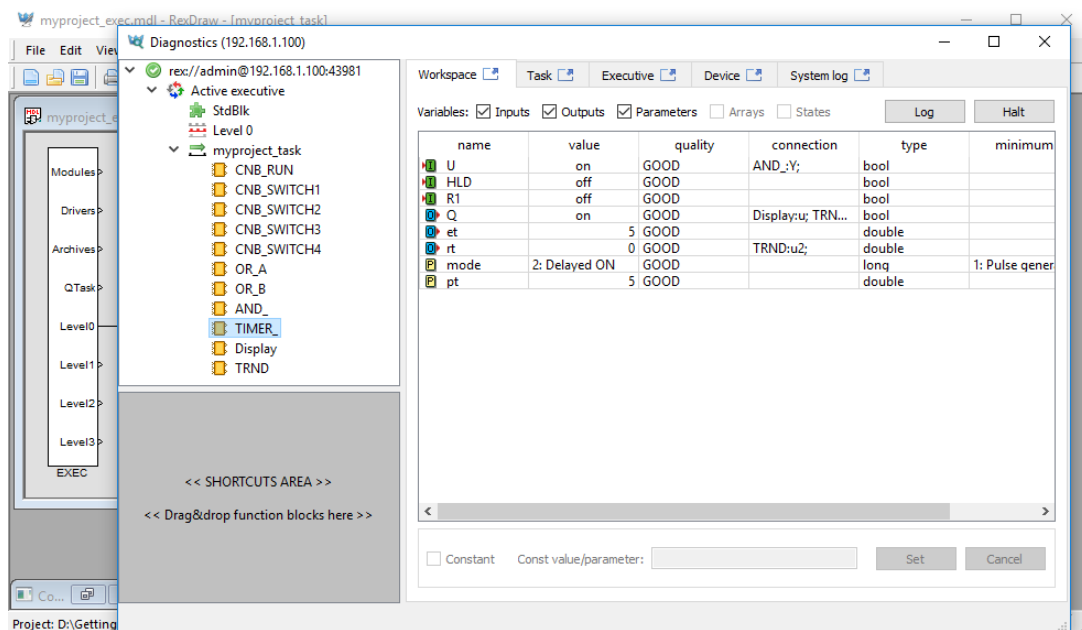 myproject_exec.mdl - RexDraw - [myproject_task]
File Edit View
Diagnostics (192.168.1.100)
rex://admin@192.168.1.100:43981
Active executive
StdBlk
Level 0
myproject_task
CNB_RUN
CNB_SWITCH1
CNB_SWITCH2
CNB_SWITCH3
CNB_SWITCH4
OR_A
OR_B
AND_
TIMER_
Display
TRND
<< SHORTCUTS AREA >>
<< Drag&drop function blocks here >>
myproject_e
Modules
Drivers
Archives
QTask
Level0
Level1
Level2
Level3
EXEC
Co...
Project: D:\Getting
Workspace Task Executive Device System log
Variables: Inputs Outputs Parameters Arrays States Log Halt
name value quality connection type minimum
U on GOOD AND_:Y; bool
HLD off GOOD bool
R1 off GOOD bool
Q on GOOD Display:u; TRN... bool
et 5 GOOD double
rt 0 GOOD TRND:u2; double
mode 2: Delayed ON GOOD long 1: Pulse gener
pt 5 GOOD double
Constant Const value/parameter: Set Cancel